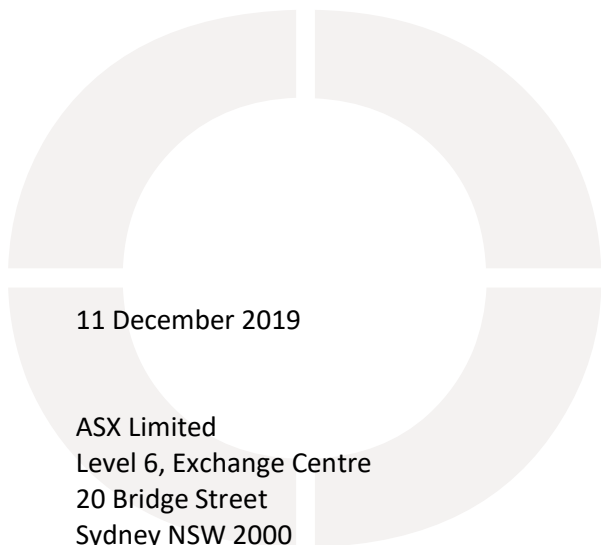 11 December 2019
ASX Limited
Level 6, Exchange Centre
20 Bridge Street
Sydney NSW 2000